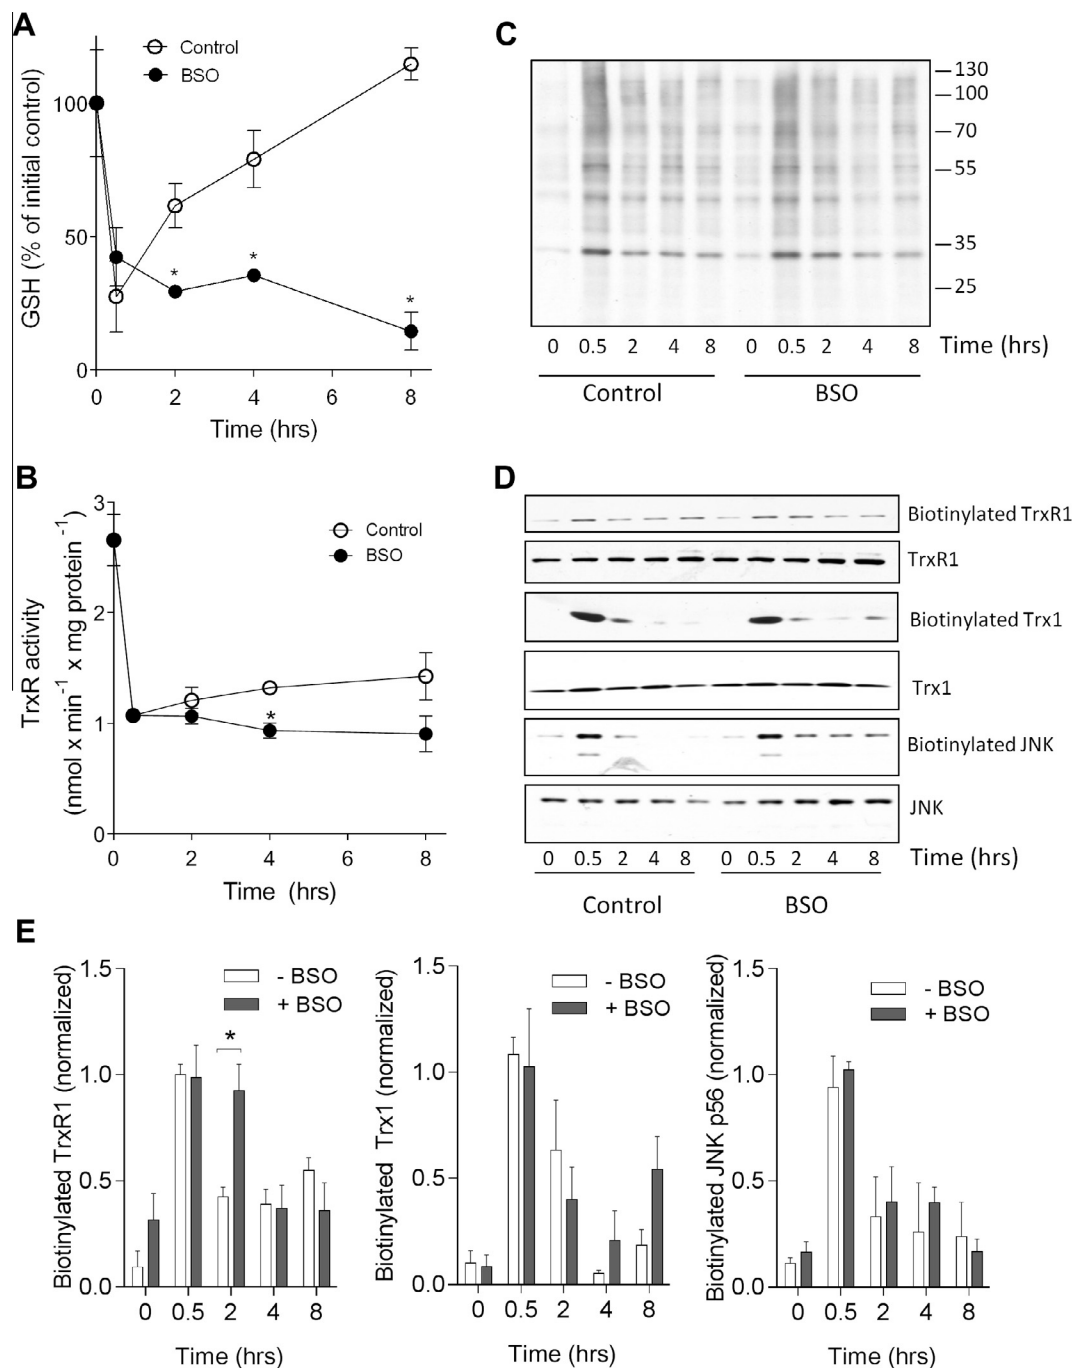 A
Control
BSO
GSH (% of initial control)
100
50
0
0 2 4 6 8
Time (hrs)
C
130
100
70
55
35
25
0 0.5 2 4 8 0 0.5 2 4 8 Time (hrs)
Control BSO
B
Control
BSO
TrxR activity
(nmol x min⁻¹ x mg protein⁻¹)
3
2
1
0
0 2 4 6 8
Time (hrs)
D
Biotinylated TrxR1
TrxR1
Biotinylated Trx1
Trx1
Biotinylated JNK
JNK
0 0.5 2 4 8 0 0.5 2 4 8 Time (hrs)
Control BSO
E
Biotinylated TrxR1 (normalized)
1.5
1.0
0.5
0.0
- BSO
+ BSO
*
0 0.5 2 4 8
Time (hrs)
Biotinylated Trx1 (normalized)
1.5
1.0
0.5
0.0
- BSO
+ BSO
0 0.5 2 4 8
Time (hrs)
Biotinylated JNK p56 (normalized)
1.5
1.0
0.5
0.0
- BSO
+ BSO
0 0.5 2 4 8
Time (hrs)